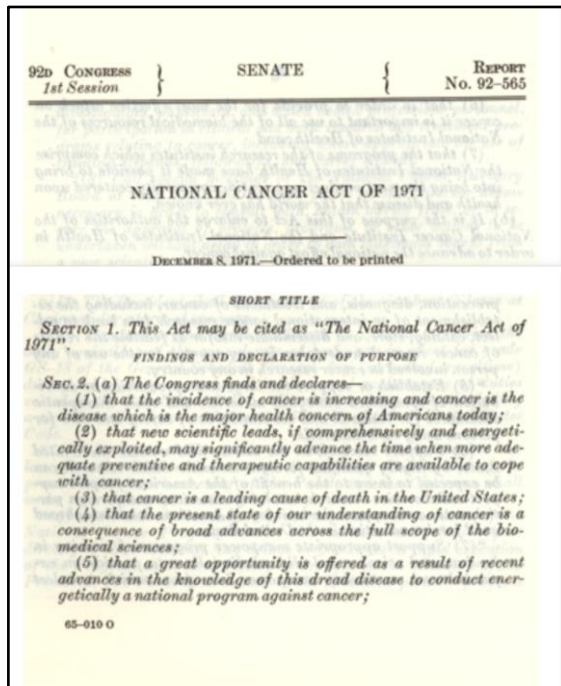 92D CONGRESS } SENATE { REPORT
1st Session No. 92–565
NATIONAL CANCER ACT OF 1971
DECEMBER 8, 1971.—Ordered to be printed
SHORT TITLE
SECTION 1. This Act may be cited as “The National Cancer Act of
1971”.
FINDINGS AND DECLARATION OF PURPOSE
SEC. 2. (a) The Congress finds and declares—
(1) that the incidence of cancer is increasing and cancer is the
disease which is the major health concern of Americans today;
(2) that new scientific leads, if comprehensively and energeti-
cally exploited, may significantly advance the time when more ade-
quate preventive and therapeutic capabilities are available to cope
with cancer;
(3) that cancer is a leading cause of death in the United States;
(4) that the present state of our understanding of cancer is a
consequence of broad advances across the full scope of the bio-
medical sciences;
(5) that a great opportunity is offered as a result of recent
advances in the knowledge of this dread disease to conduct ener-
getically a national program against cancer;
65–010 O